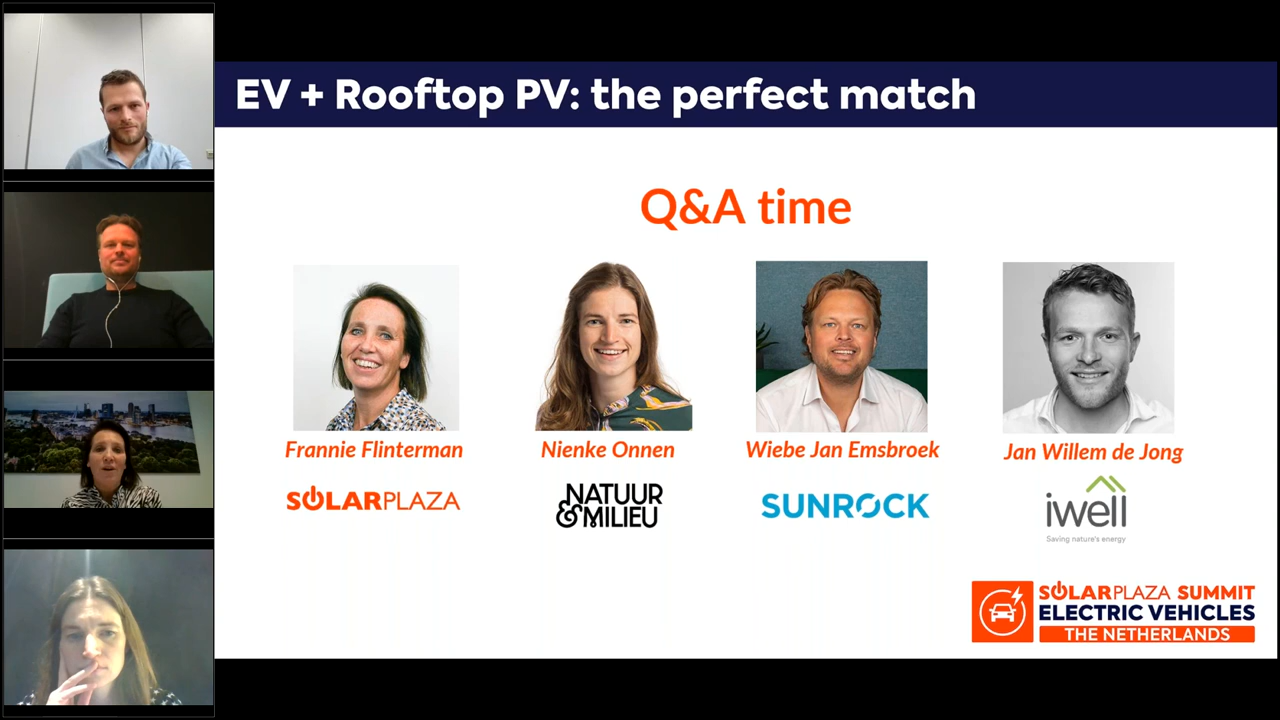 EV + Rooftop PV: the perfect match
Q&A time
Frannie Flinterman
Nienke Onnen
Wiebe Jan Emsbroek
Jan Willem de Jong
SOLARPLAZA
NATUUR
&MILIEU
SUNROCK
iwell
Saving nature's energy
SOLARPLAZA SUMMIT
ELECTRIC VEHICLES
THE NETHERLANDS